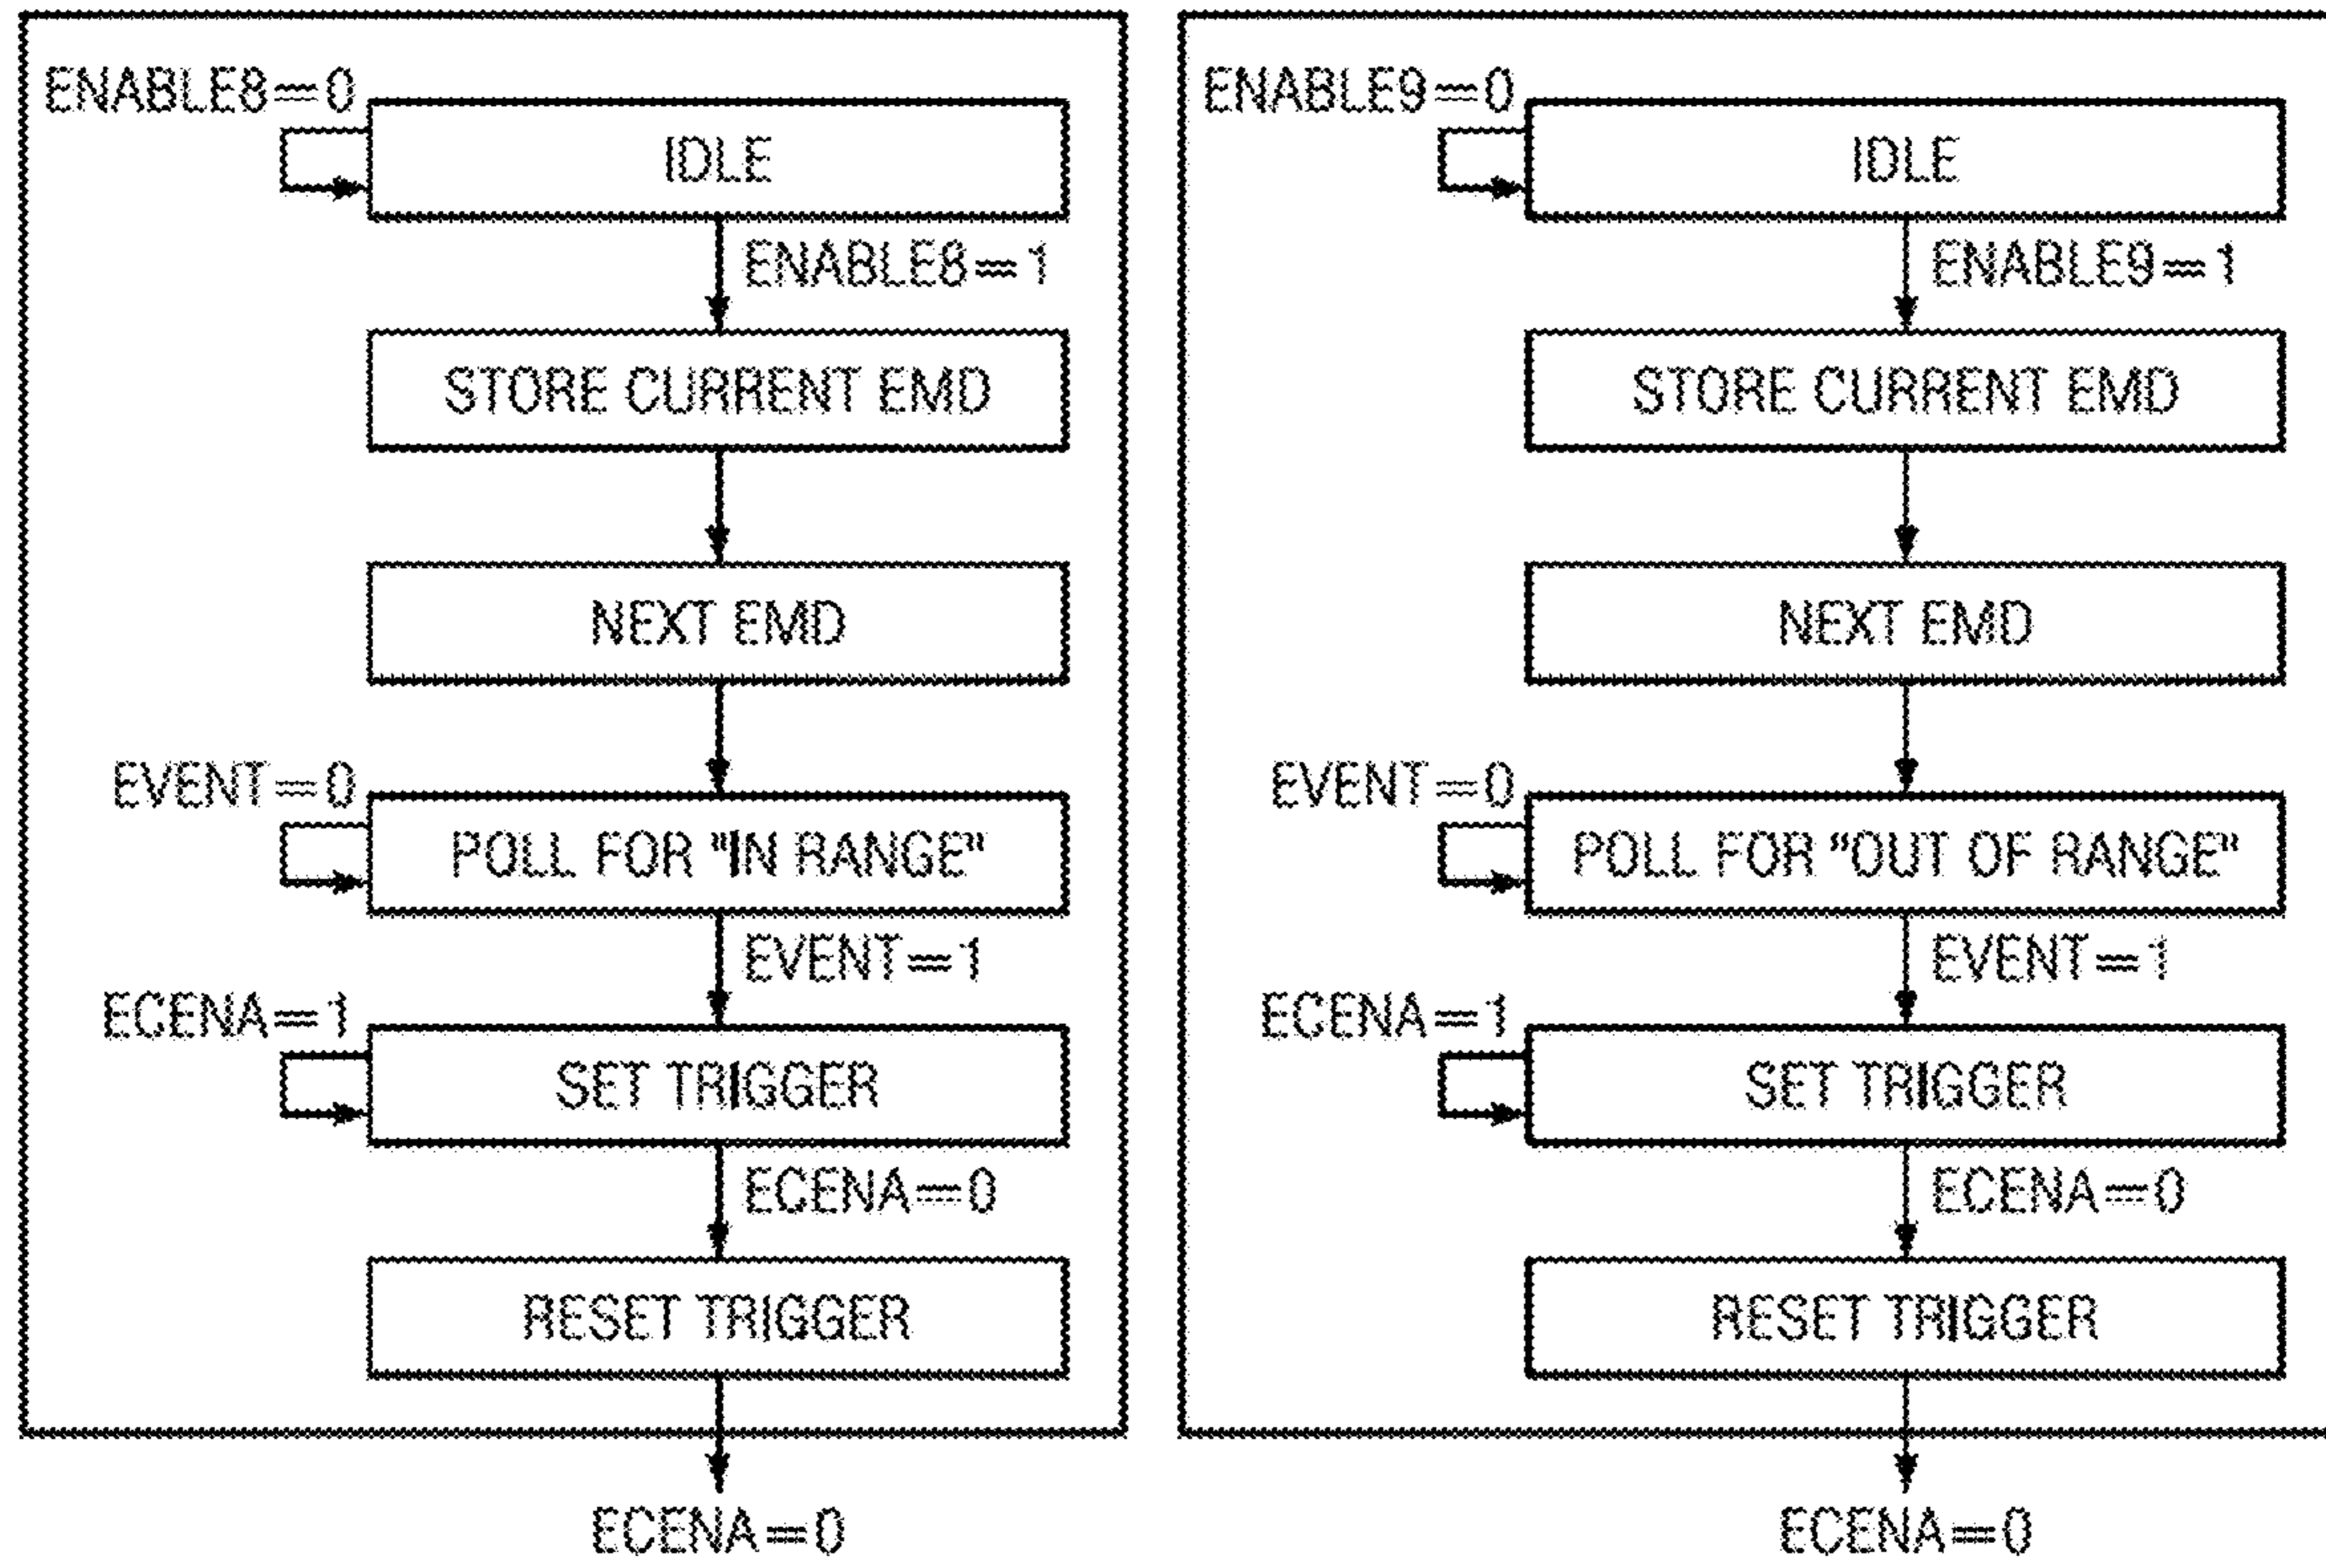 ENABLE8==0
IDLE
ENABLE8==1
STORE CURRENT EMD
NEXT EMD
EVENT==0
POLL FOR "IN RANGE"
EVENT==1
ECENA==1
SET TRIGGER
ECENA==0
RESET TRIGGER
ECENA==0
ENABLE9==0
IDLE
ENABLE9==1
STORE CURRENT EMD
NEXT EMD
EVENT==0
POLL FOR "OUT OF RANGE"
EVENT==1
ECENA==1
SET TRIGGER
ECENA==0
RESET TRIGGER
ECENA==0